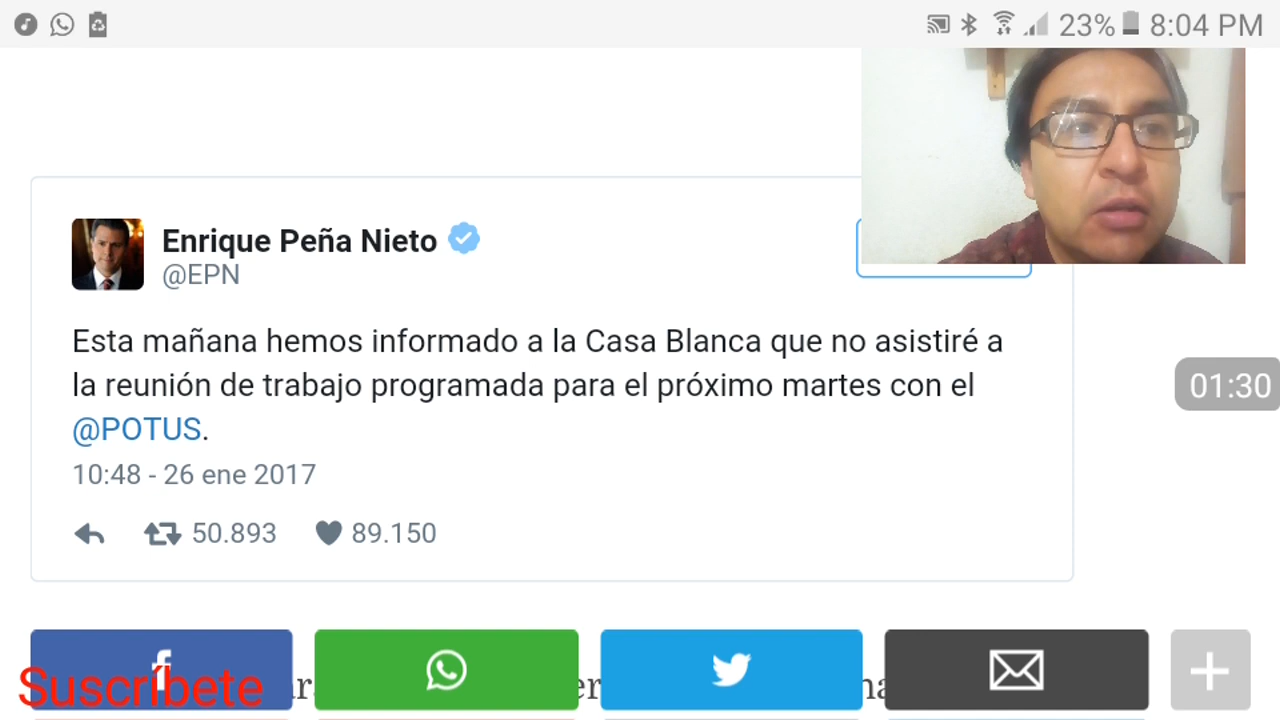 23% 8:04 PM
Enrique Peña Nieto
@EPN
Esta mañana hemos informado a la Casa Blanca que no asistiré a
la reunión de trabajo programada para el próximo martes con el
@POTUS.
10:48 - 26 ene 2017
50.893 89.150
01:30
Suscríbete